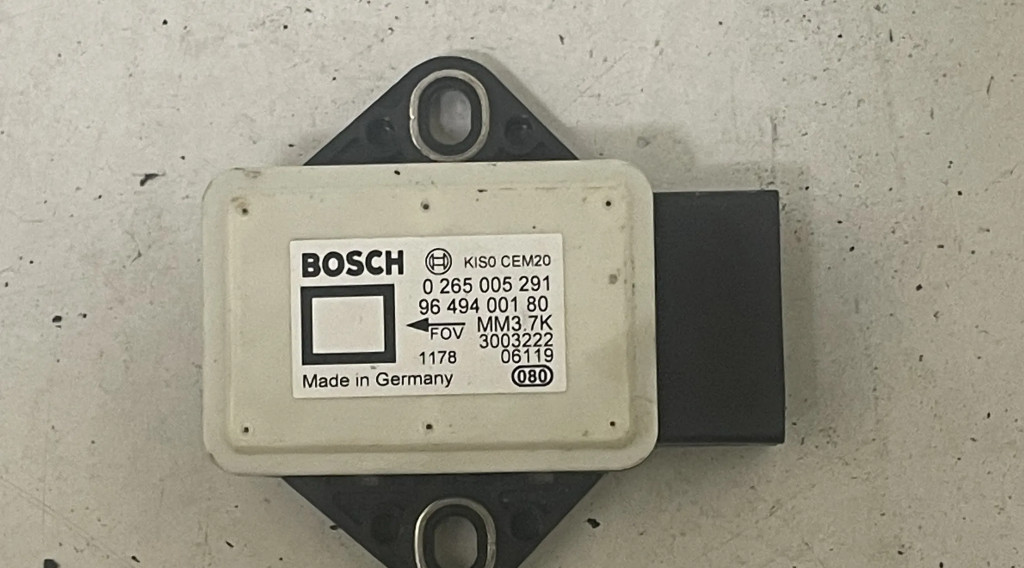 BOSCH KIS0 CEM20
0 265 005 291
96 494 001 80
MM3.7K
FOV
3003222
1178 06119
Made in Germany 080